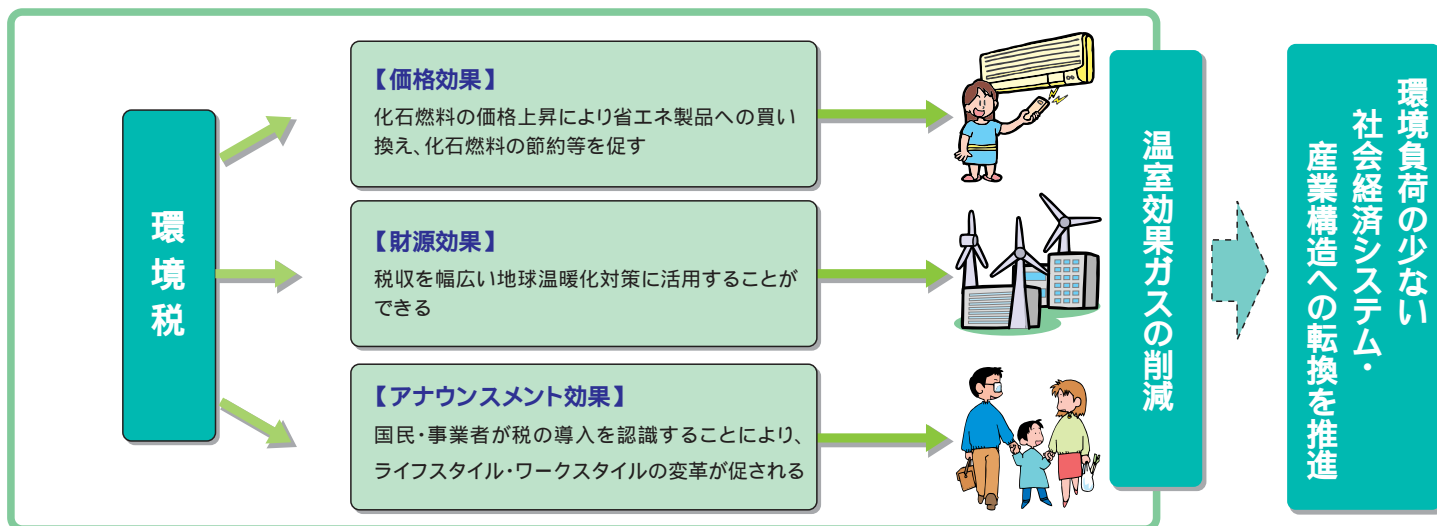 環境税
【価格効果】
化石燃料の価格上昇により省エネ製品への買い
換え、化石燃料の節約等を促す
【財源効果】
税収を幅広い地球温暖化対策に活用することが
できる
【アナウンスメント効果】
国民・事業者が税の導入を認識することにより、
ライフスタイル・ワークスタイルの変革が促される
温室効果ガスの削減
環境負荷の少ない
社会経済システム・
産業構造への転換を推進